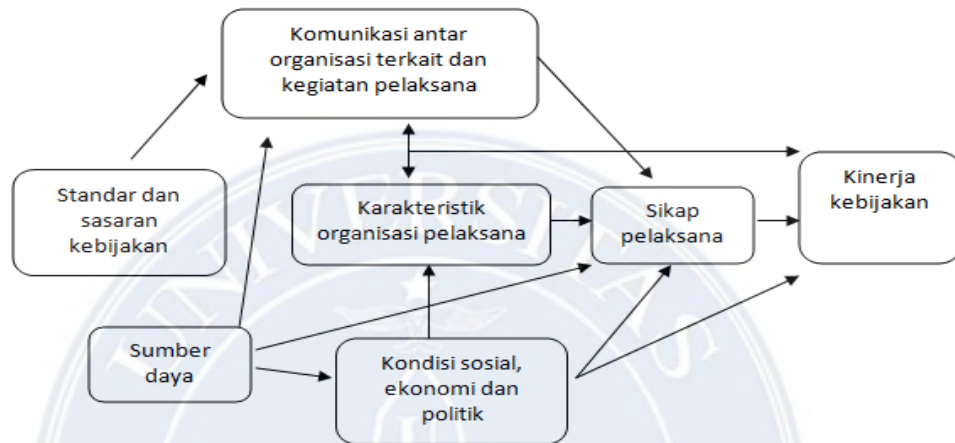 Komunikasi antar
organisasi terkait dan
kegiatan pelaksana
Standar dan
sasaran kebijakan
Karakteristik
organisasi pelaksana
Sikap
pelaksana
Kinerja
kebijakan
Sumber
daya
Kondisi sosial,
ekonomi dan
politik
UNIVERSITAS